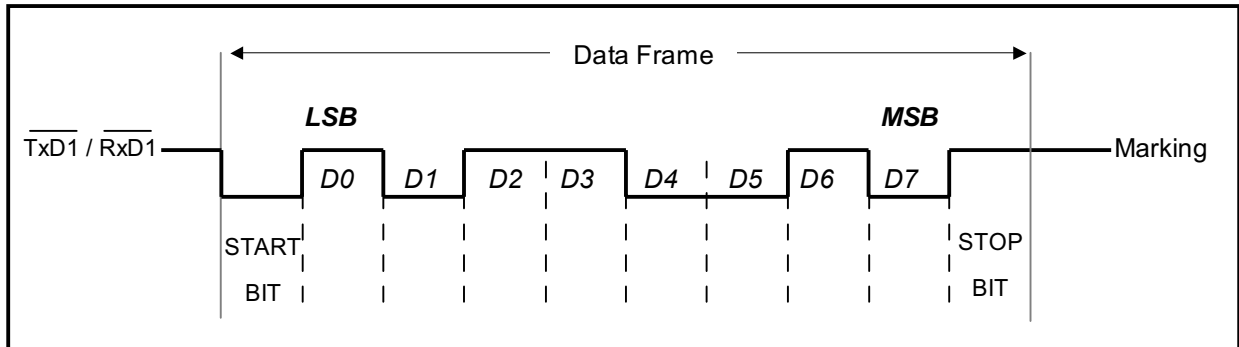 Data Frame
LSB MSB
TxD1 / RxD1 Marking
D0 D1 D2 D3 D4 D5 D6 D7
START STOP
BIT BIT